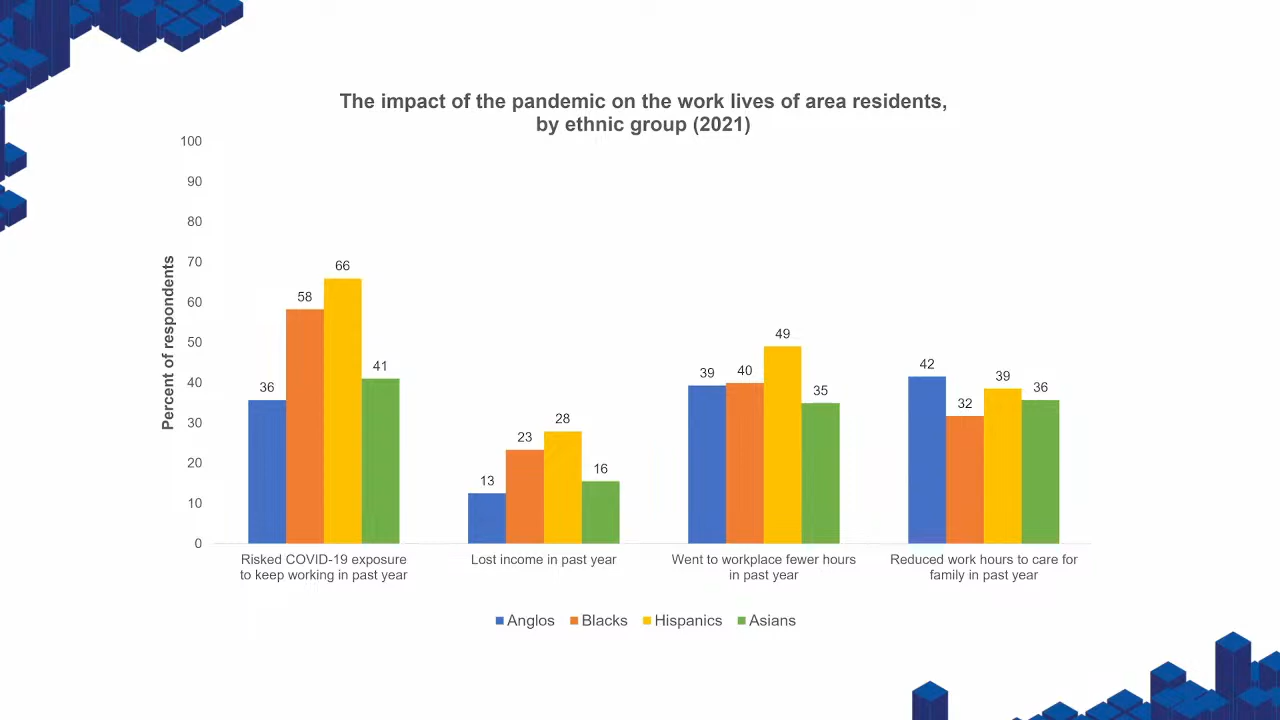 The impact of the pandemic on the work lives of area residents,
by ethnic group (2021)
Percent of respondents
100
90
80
70
60
50
40
30
20
10
0
36
58
66
41
13
23
28
16
39
40
49
35
42
32
39
36
Risked COVID-19 exposure
to keep working in past year
Lost income in past year
Went to workplace fewer hours
in past year
Reduced work hours to care for
family in past year
Anglos Blacks Hispanics Asians